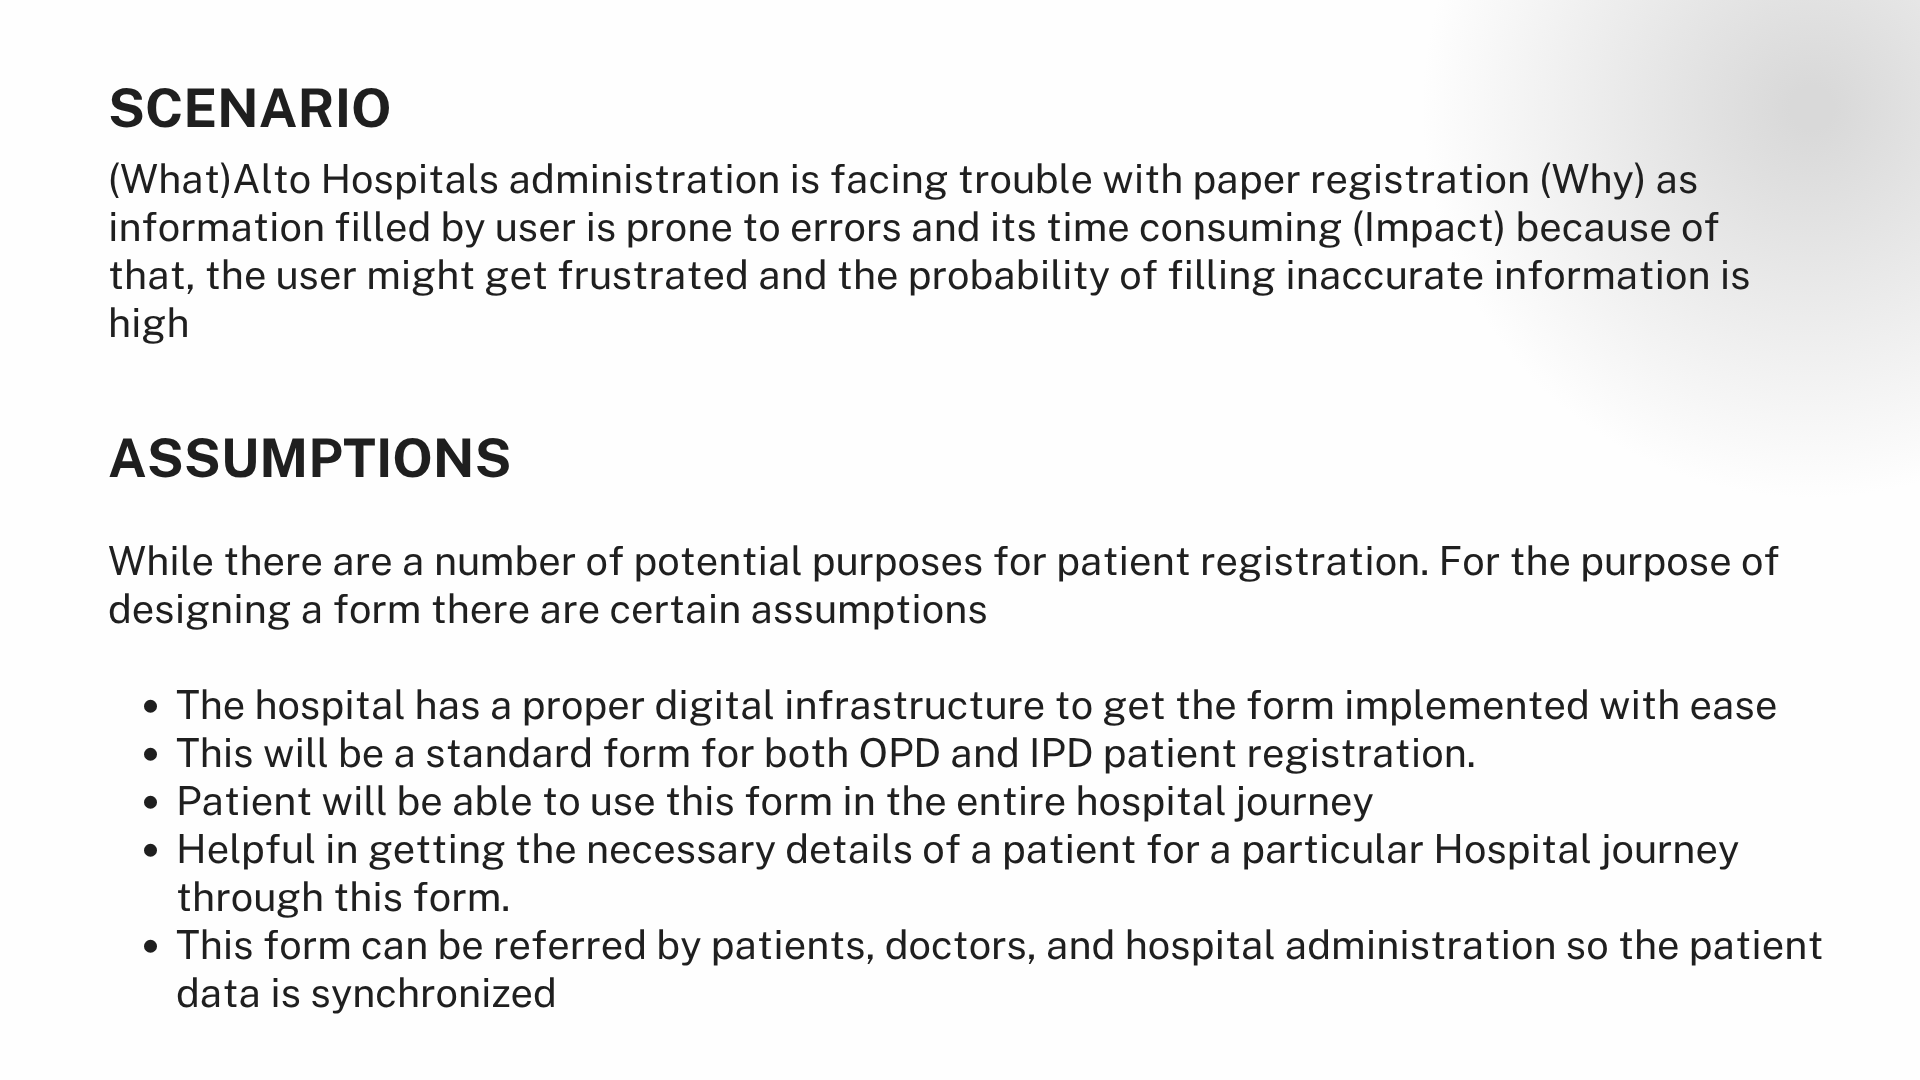 SCENARIO
(What)Alto Hospitals administration is facing trouble with paper registration (Why) as
information filled by user is prone to errors and its time consuming (Impact) because of
that, the user might get frustrated and the probability of filling inaccurate information is
high
ASSUMPTIONS
While there are a number of potential purposes for patient registration. For the purpose of
designing a form there are certain assumptions
• The hospital has a proper digital infrastructure to get the form implemented with ease
• This will be a standard form for both OPD and IPD patient registration.
• Patient will be able to use this form in the entire hospital journey
• Helpful in getting the necessary details of a patient for a particular Hospital journey
through this form.
• This form can be referred by patients, doctors, and hospital administration so the patient
data is synchronized